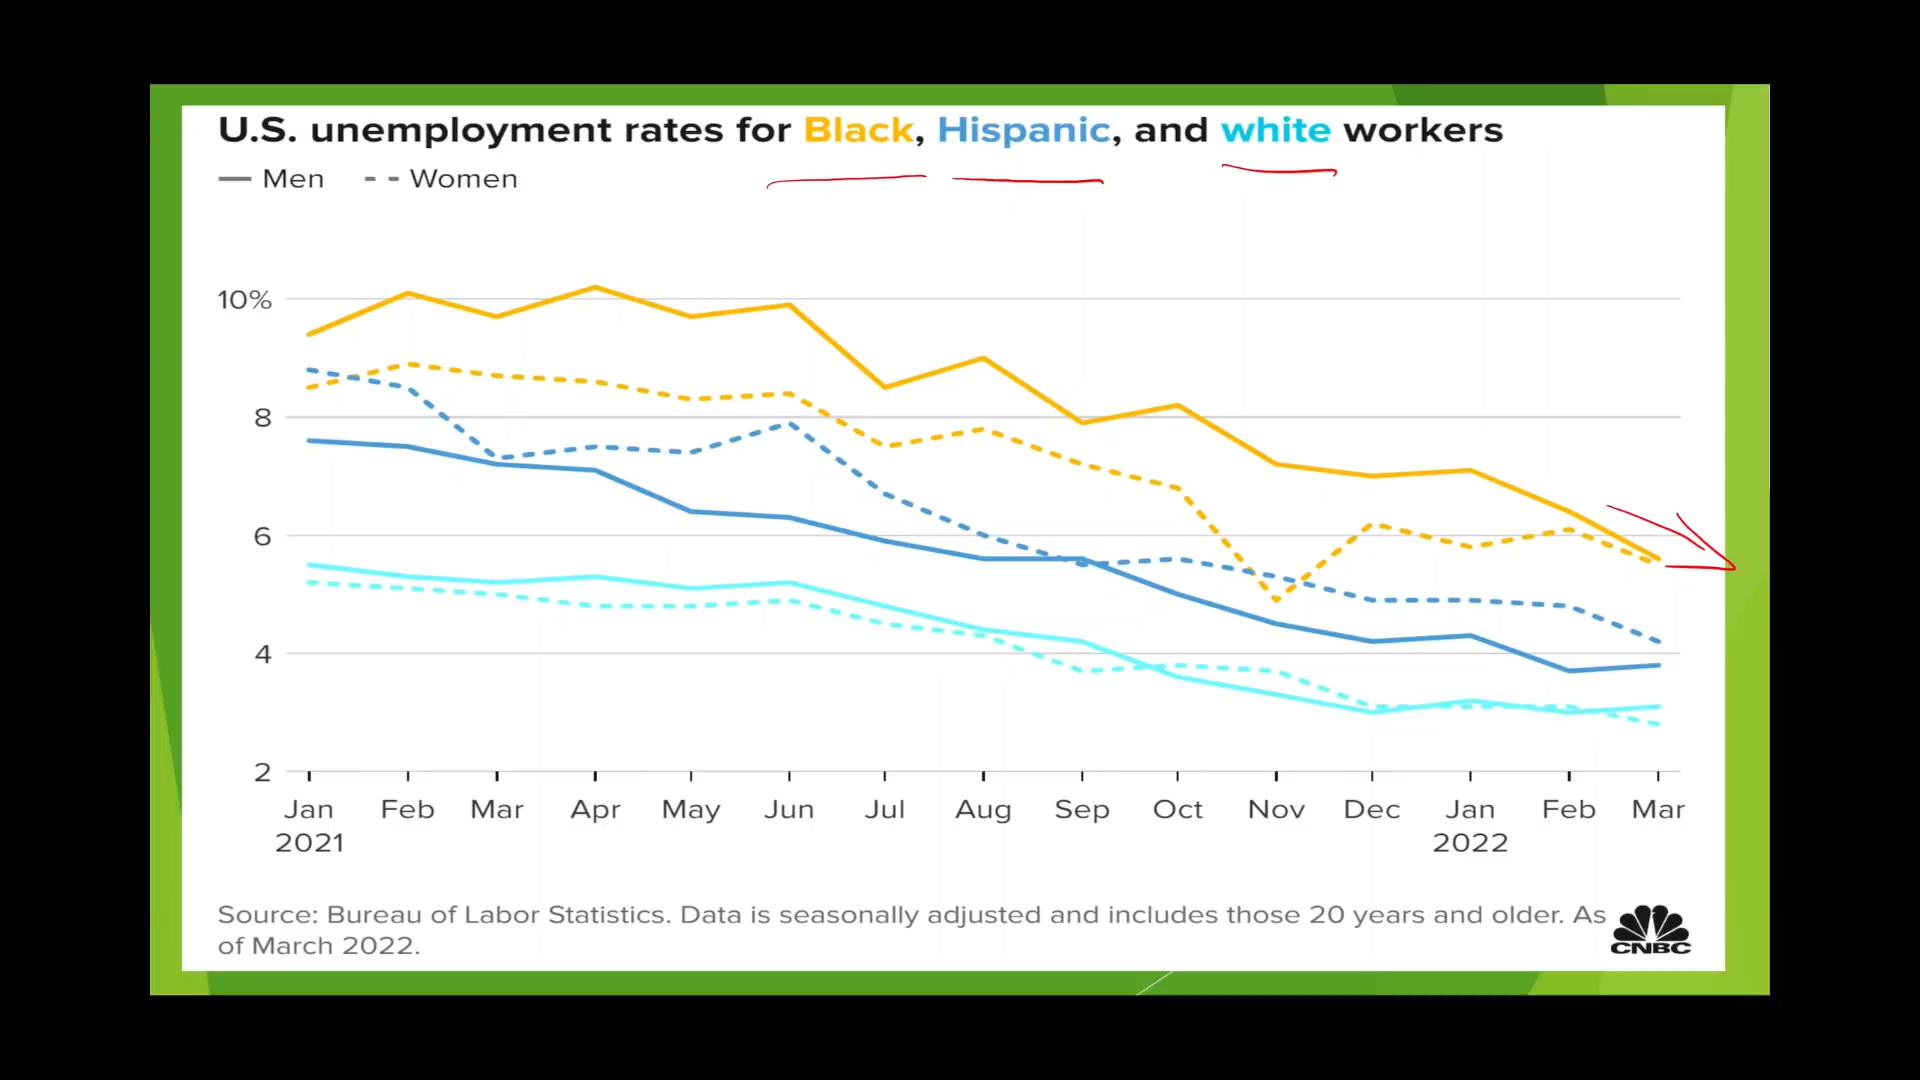 U.S. unemployment rates for Black, Hispanic, and white workers
Men Women
10%
8
6
4
2
Jan Feb Mar Apr May Jun Jul Aug Sep Oct Nov Dec Jan Feb Mar
2021 2022
Source: Bureau of Labor Statistics. Data is seasonally adjusted and includes those 20 years and older. As
of March 2022.
CNBC